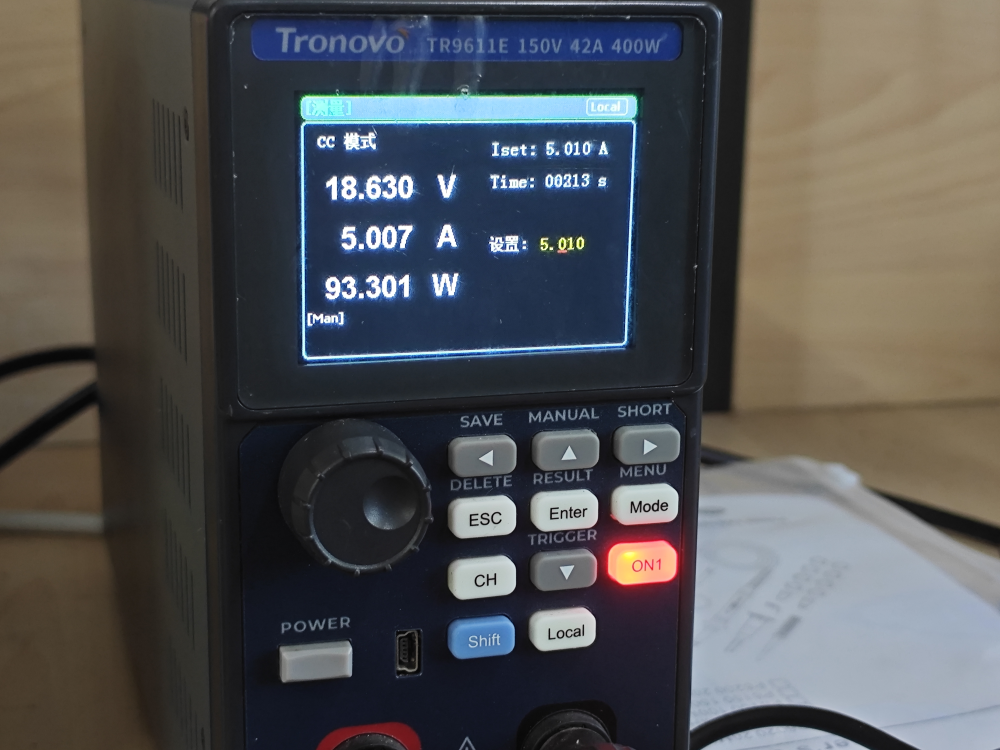 Tronovo TR9611E 150V 42A 400W
[测量] Local
CC 模式
Iset: 5.010 A
18.630 V
Time: 00213 s
5.007 A
设置: 5.010
93.301 W
[Man]
SAVE MANUAL SHORT
DELETE RESULT MENU
ESC Enter Mode
TRIGGER
CH ON1
POWER
Shift Local